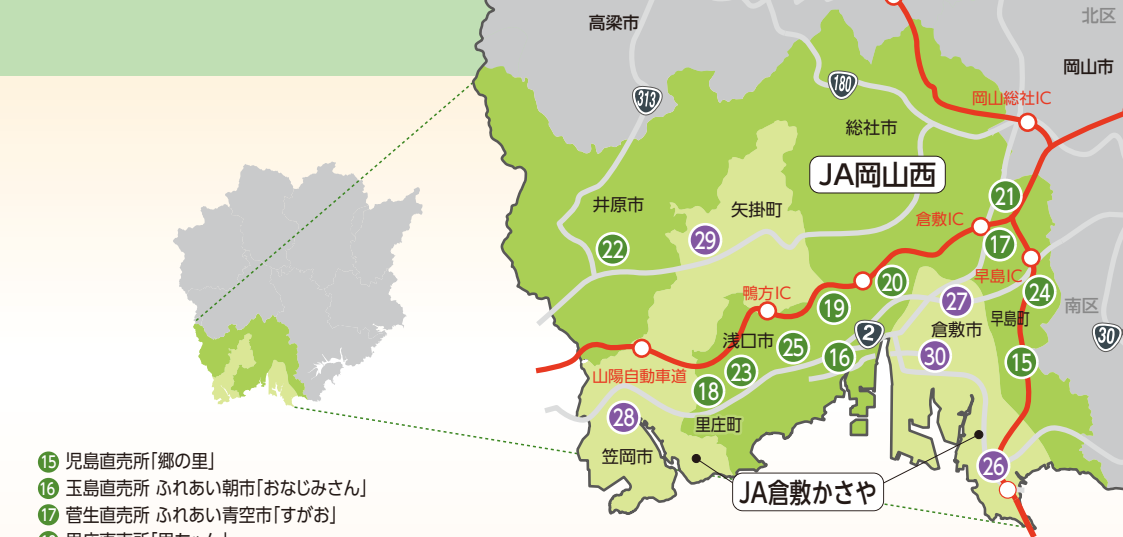 高梁市
北区
岡山市
313
180
岡山総社IC
総社市
JA岡山西
井原市
矢掛町
倉敷IC
21
22
29
17
早島IC
鴨方IC
20
24
19
27
早島町
南区
浅口市
25
2
倉敷市
30
16
30
15
山陽自動車道
23
18
28
里庄町
笠岡市
26
JA倉敷かさや
15 児島直売所「郷の里」
16 玉島直売所 ふれあい朝市「おなじみさん」
17 菅生直売所 ふれあい青空市「すがお」